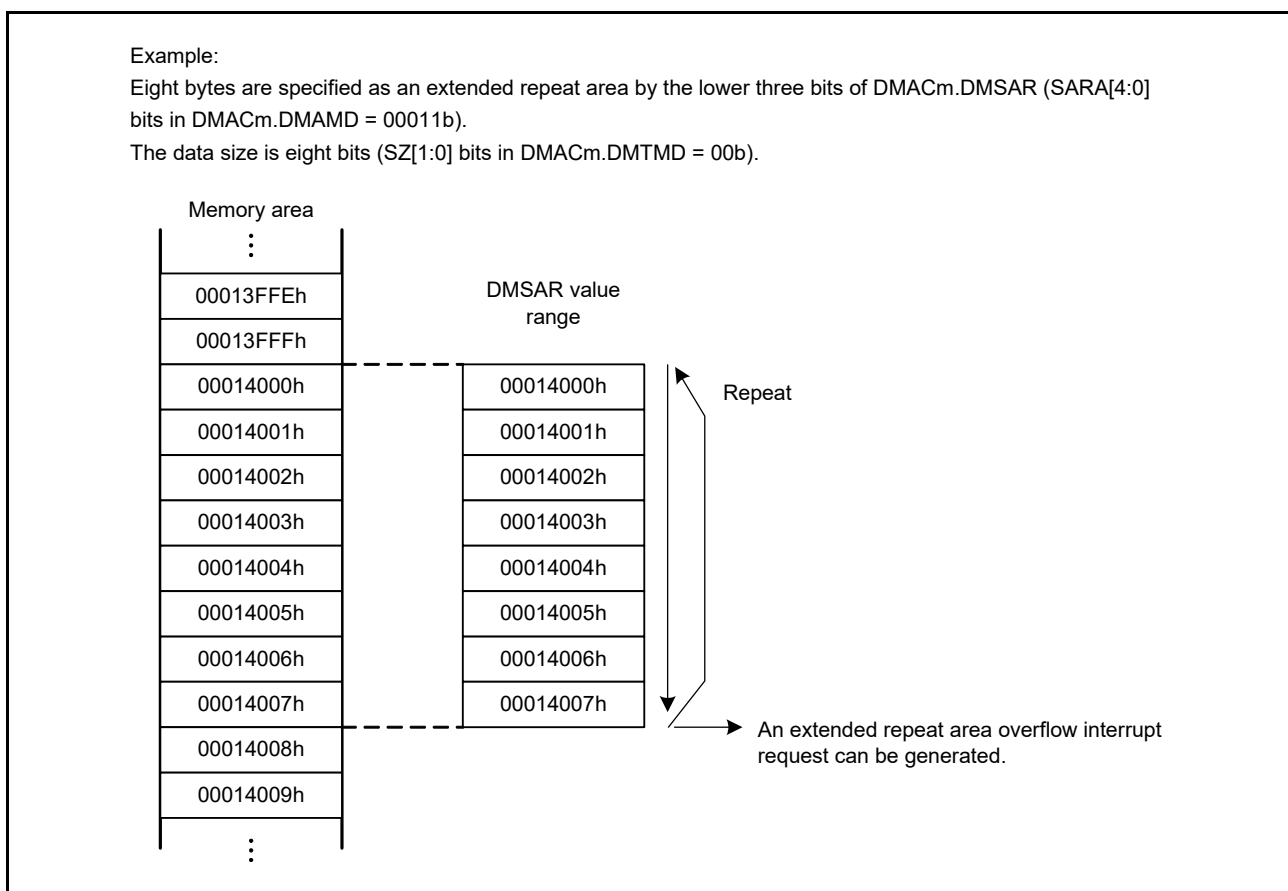 Example:
Eight bytes are specified as an extended repeat area by the lower three bits of DMACm.DMSAR (SARA[4:0]
bits in DMACm.DMAMD = 00011b).
The data size is eight bits (SZ[1:0] bits in DMACm.DMTMD = 00b).
Memory area
00013FFEh
00013FFFh
00014000h
00014001h
00014002h
00014003h
00014004h
00014005h
00014006h
00014007h
00014008h
00014009h
DMSAR value
range
00014000h
00014001h
00014002h
00014003h
00014004h
00014005h
00014006h
00014007h
Repeat
An extended repeat area overflow interrupt
request can be generated.